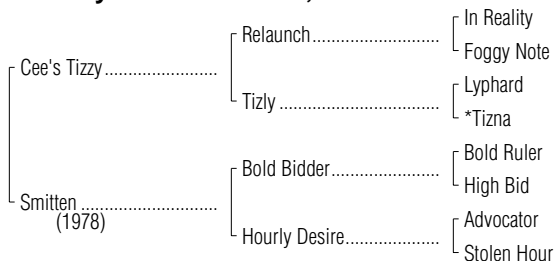 In Reality
Relaunch
Foggy Note
Cee's Tizzy
Lyphard
Tizly
*Tizna
Bold Ruler
Bold Bidder
High Bid
Smitten
(1978)
Advocator
Hourly Desire
Stolen Hour